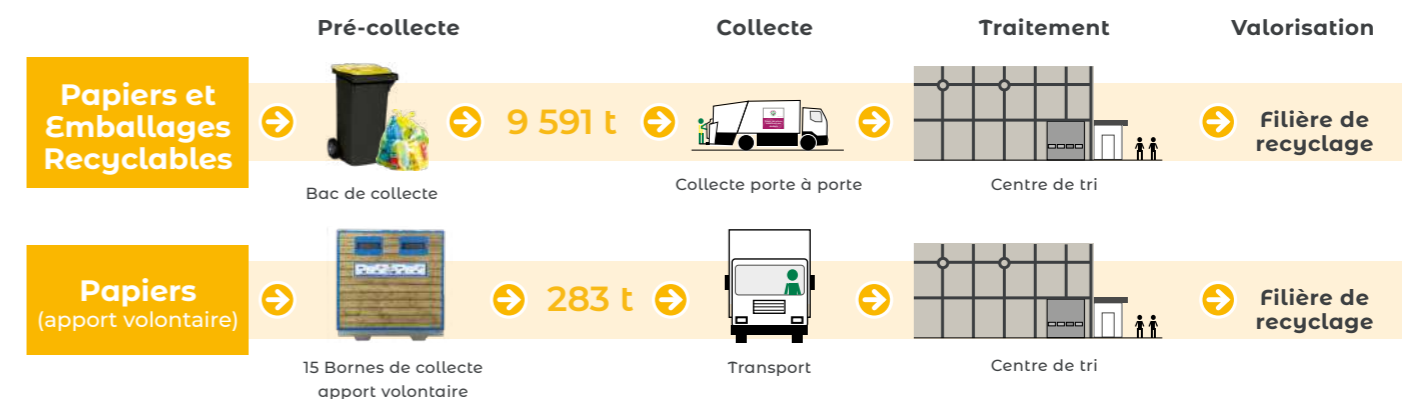 Pré-collecte
Collecte
Traitement
Valorisation
Papiers et
Emballages
Recyclables
9 591 t
Filière de
recyclage
Bac de collecte
Collecte porte à porte
Centre de tri
Papiers
(apport volontaire)
283 t
Filière de
recyclage
15 Bornes de collecte
apport volontaire
Transport
Centre de tri